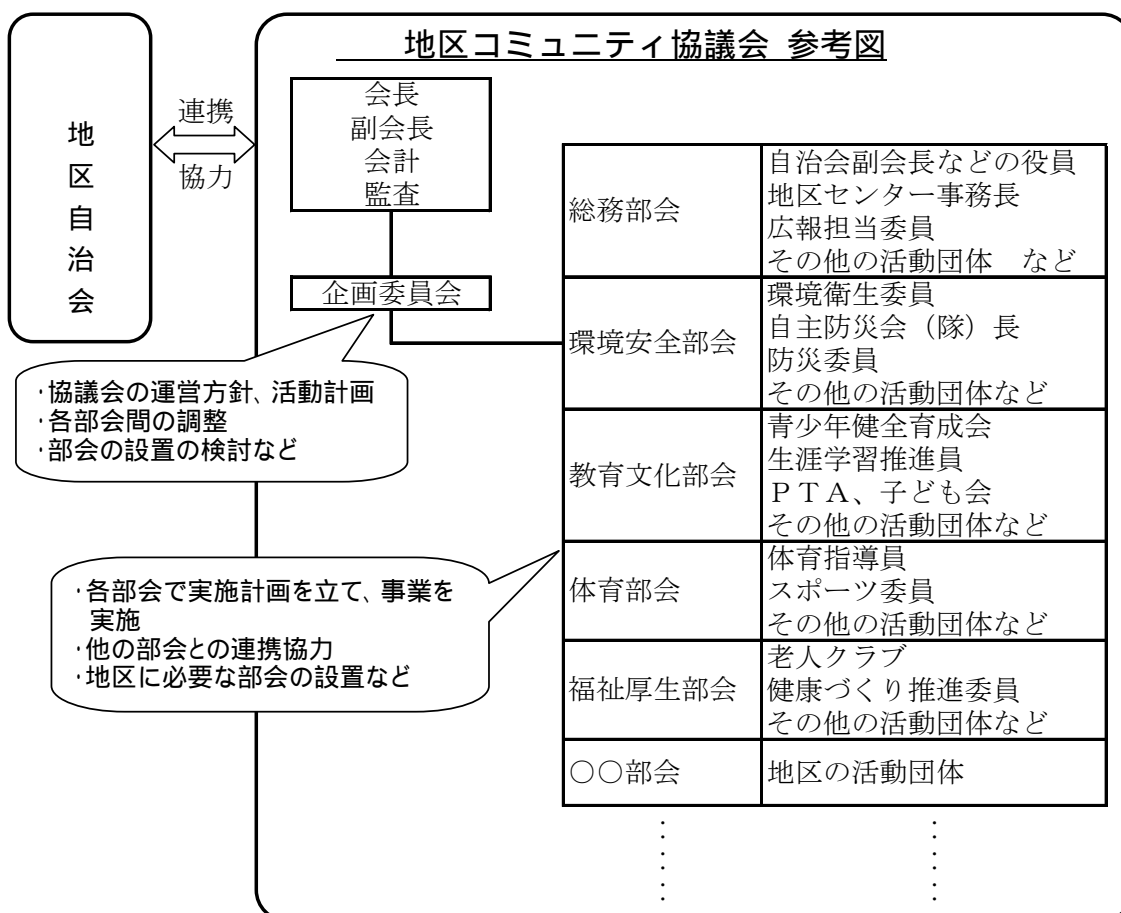 地区コミュニティ協議会 参考図
地区自治会
連携
協力
会長
副会長
会計
監査
企画委員会
・協議会の運営方針、活動計画
・各部会間の調整
・部会の設置の検討など
・各部会で実施計画を立て、事業を
実施
・他の部会との連携協力
・地区に必要な部会の設置など
総務部会
自治会副会長などの役員
地区センター事務長
広報担当委員
その他の活動団体　など
環境安全部会
環境衛生委員
自主防災会（隊）長
防災委員
その他の活動団体など
教育文化部会
青少年健全育成会
生涯学習推進員
ＰＴＡ、子ども会
その他の活動団体など
体育部会
体育指導員
スポーツ委員
その他の活動団体など
福祉厚生部会
老人クラブ
健康づくり推進委員
その他の活動団体など
○○部会
地区の活動団体